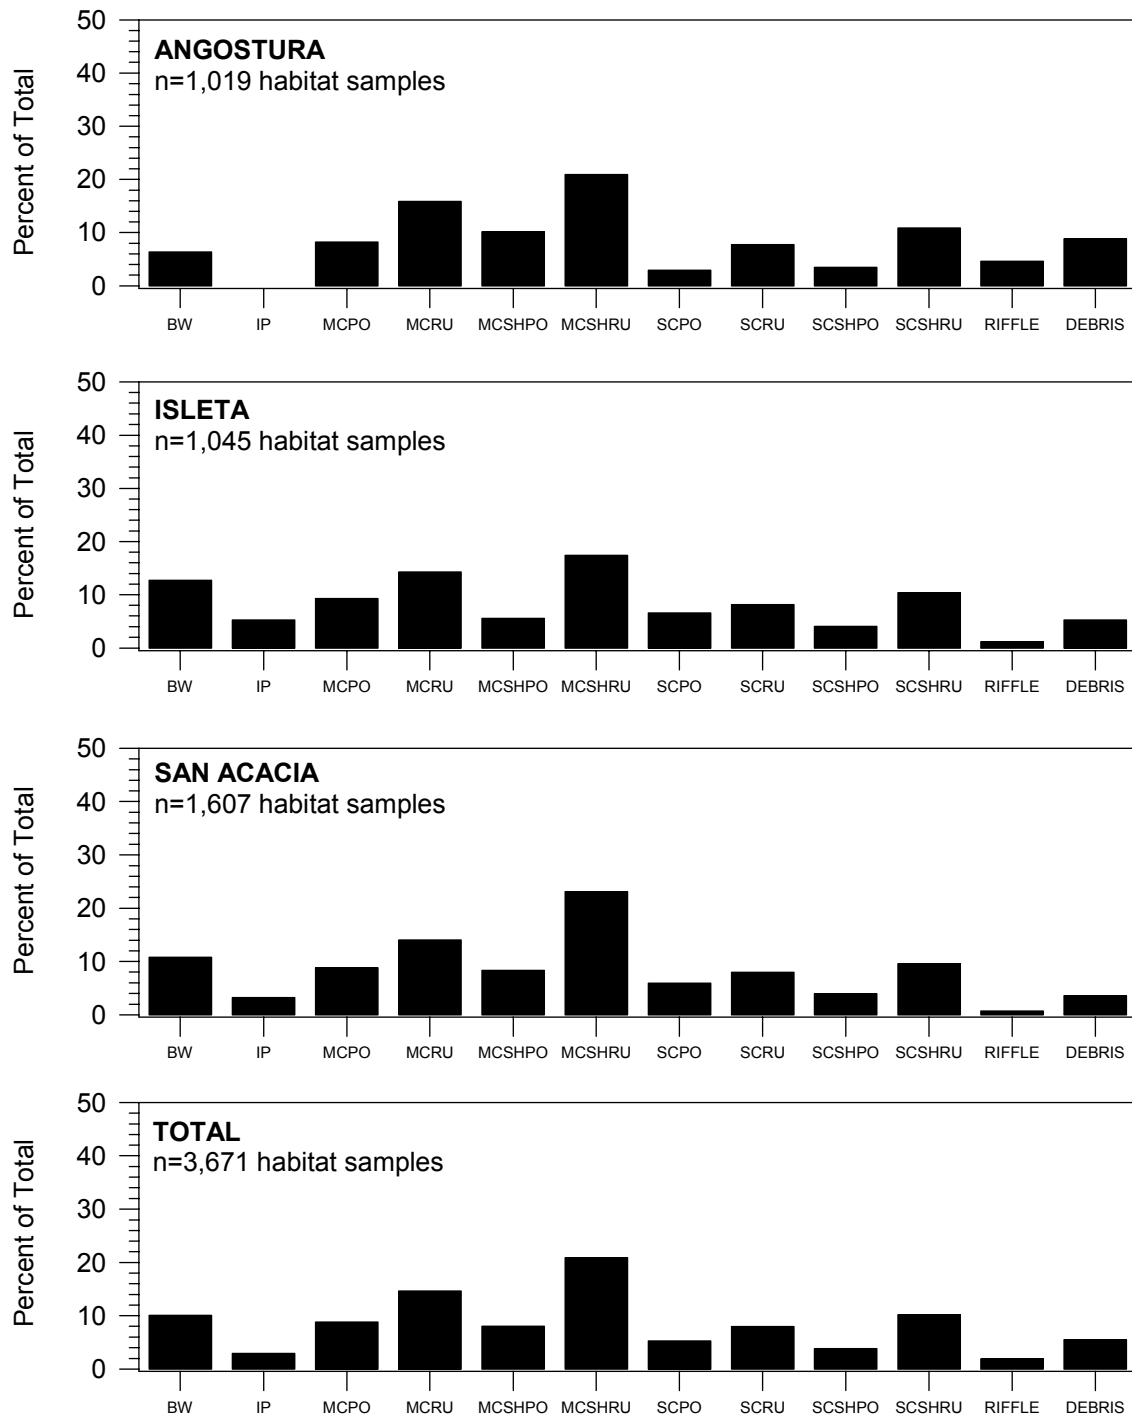 50
40
30
20
10
0
Percent of Total
ANGOSTURA
n=1,019 habitat samples
BW IP MCPO MCRU MCSHPO MCSHRU SCPO SCRU SCSHPO SCSHRU RIFFLE DEBRIS
50
40
30
20
10
0
Percent of Total
ISLETA
n=1,045 habitat samples
BW IP MCPO MCRU MCSHPO MCSHRU SCPO SCRU SCSHPO SCSHRU RIFFLE DEBRIS
50
40
30
20
10
0
Percent of Total
SAN ACACIA
n=1,607 habitat samples
BW IP MCPO MCRU MCSHPO MCSHRU SCPO SCRU SCSHPO SCSHRU RIFFLE DEBRIS
50
40
30
20
10
0
Percent of Total
TOTAL
n=3,671 habitat samples
BW IP MCPO MCRU MCSHPO MCSHRU SCPO SCRU SCSHPO SCSHRU RIFFLE DEBRIS